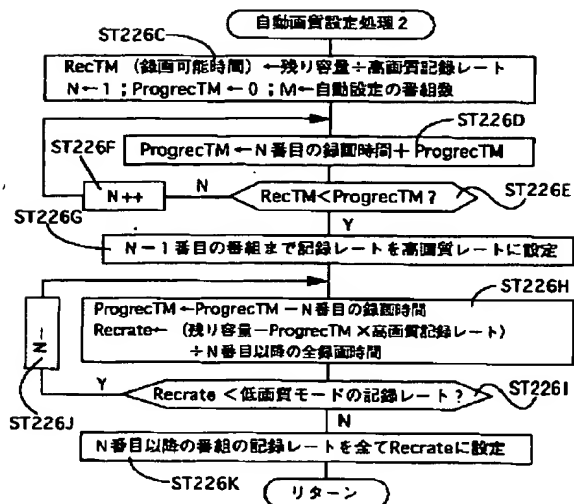 自動画質設定処理2
ST226C
RecTM (録画可能時間) ←残り容量÷高画質記録レート
N←1 ; ProgrecTM ← 0 ; M←自動設定の番組数
ST226D
ST226F
ProgrecTM ←N番目の録画時間+ ProgrecTM
N++
N
RecTM<ProgrecTM?
ST226E
ST226G
Y
N−1番目の番組まで記録レートを高画質レートに設定
ST226H
ProgrecTM←ProgrecTM −N番目の録画時間
Recrate← (残り容量−ProgrecTM ×高画質記録レート)
÷N番目以降の全録画時間
N--
Y
Recrate <低画質モードの記録レート?
ST226I
ST226J
N
N番目以降の番組の記録レートを全てRecrateに設定
ST226K
リターン